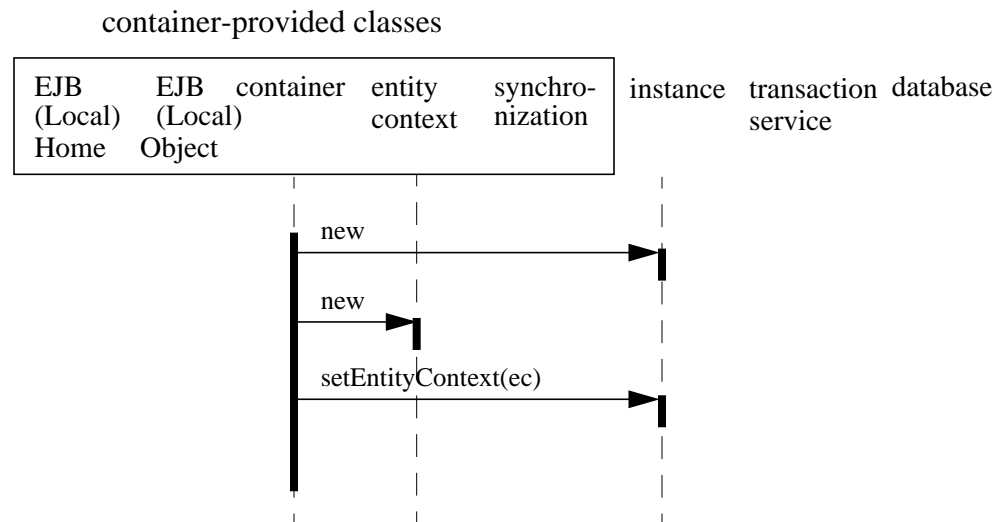 container-provided classes
EJB EJB container entity synchro- instance transaction database
(Local) (Local) context nization service
Home Object
new
new
setEntityContext(ec)